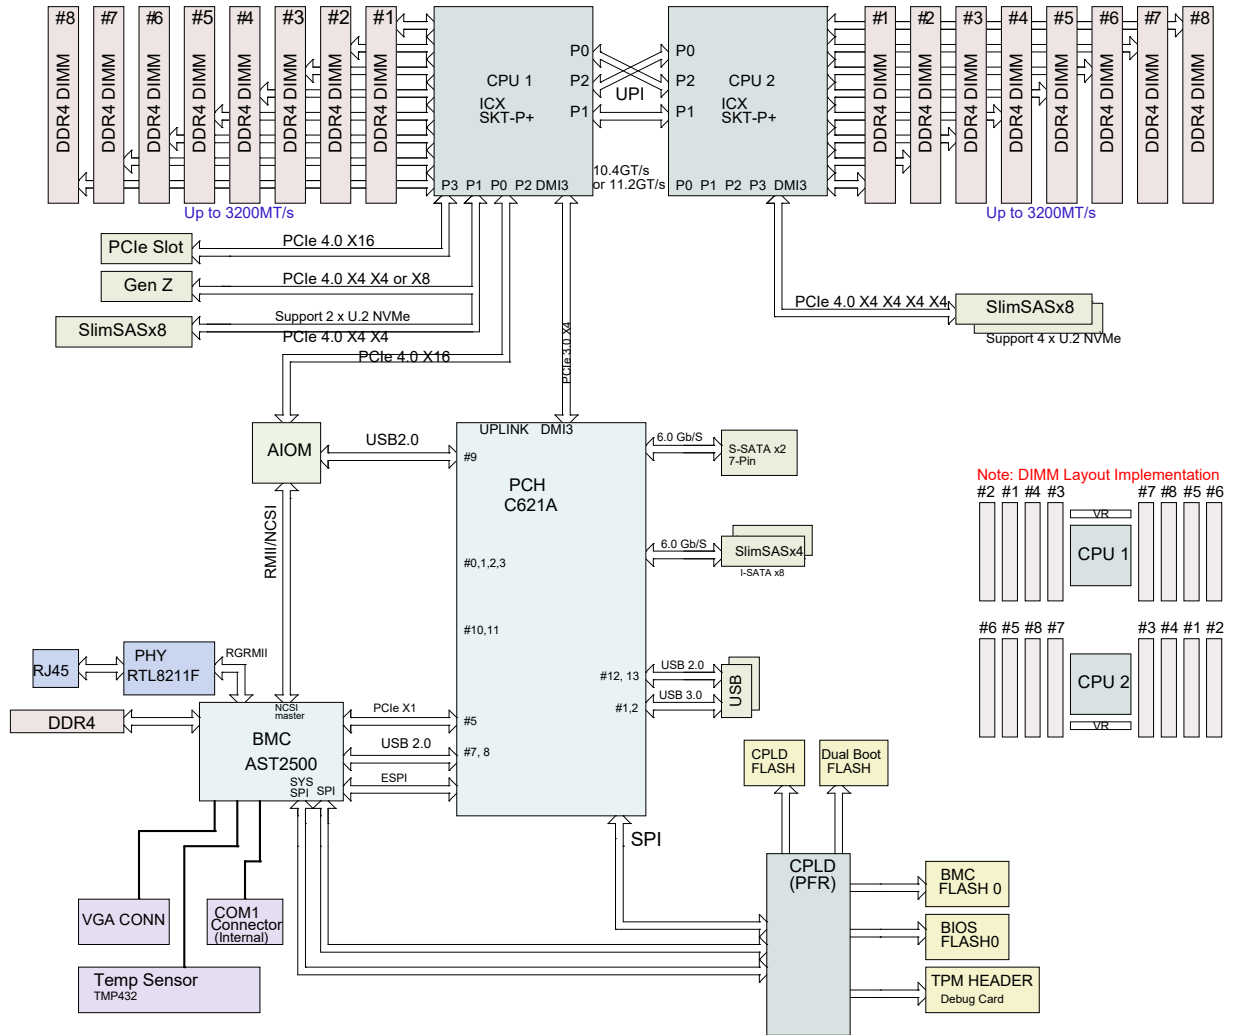 #8 #7 #6 #5 #4 #3 #2 #1
DDR4 DIMM
DDR4 DIMM
DDR4 DIMM
DDR4 DIMM
DDR4 DIMM
DDR4 DIMM
DDR4 DIMM
DDR4 DIMM
Up to 3200MT/s
CPU 1
ICX
SKT-P+
P0
P2
P1
P3 P1 P0 P2 DMI3
UPI
10.4GT/s
or 11.2GT/s
P0
P2
P1
CPU 2
ICX
SKT-P+
P0 P1 P2 P3 DMI3
#1 #2 #3 #4 #5 #6 #7 #8
DDR4 DIMM
DDR4 DIMM
DDR4 DIMM
DDR4 DIMM
DDR4 DIMM
DDR4 DIMM
DDR4 DIMM
DDR4 DIMM
Up to 3200MT/s
PCIe Slot
PCIe 4.0 X16
Gen Z
PCIe 4.0 X4 X4 or X8
SlimSASx8
Support 2 x U.2 NVMe
PCIe 4.0 X4 X4
PCIe 4.0 X16
PCIe 3.0 X4
PCIe 4.0 X4 X4 X4 X4
SlimSASx8
Support 4 x U.2 NVMe
AIOM
USB2.0
RMII/NCSI
UPLINK DMI3
#9
PCH
C621A
#0,1,2,3
#10,11
#12, 13
#1,2
#5
#7, 8
6.0 Gb/S
S-SATA x2
7-Pin
6.0 Gb/S
SlimSASx4
I-SATA x8
USB 2.0
USB 3.0
USB
Note: DIMM Layout Implementation
#2 #1 #4 #3
#7 #8 #5 #6
VR
CPU 1
#6 #5 #8 #7
#3 #4 #1 #2
CPU 2
VR
RJ45
PHY
RTL8211F
RGRMII
DDR4
NCSI
master
BMC
AST2500
SYS
SPI
SPI
PCIe X1
USB 2.0
ESPI
SPI
CPLD
FLASH
Dual Boot
FLASH
CPLD
(PFR)
BMC
FLASH 0
BIOS
FLASH0
TPM HEADER
Debug Card
VGA CONN
COM1
Connector
(Internal)
Temp Sensor
TMP432